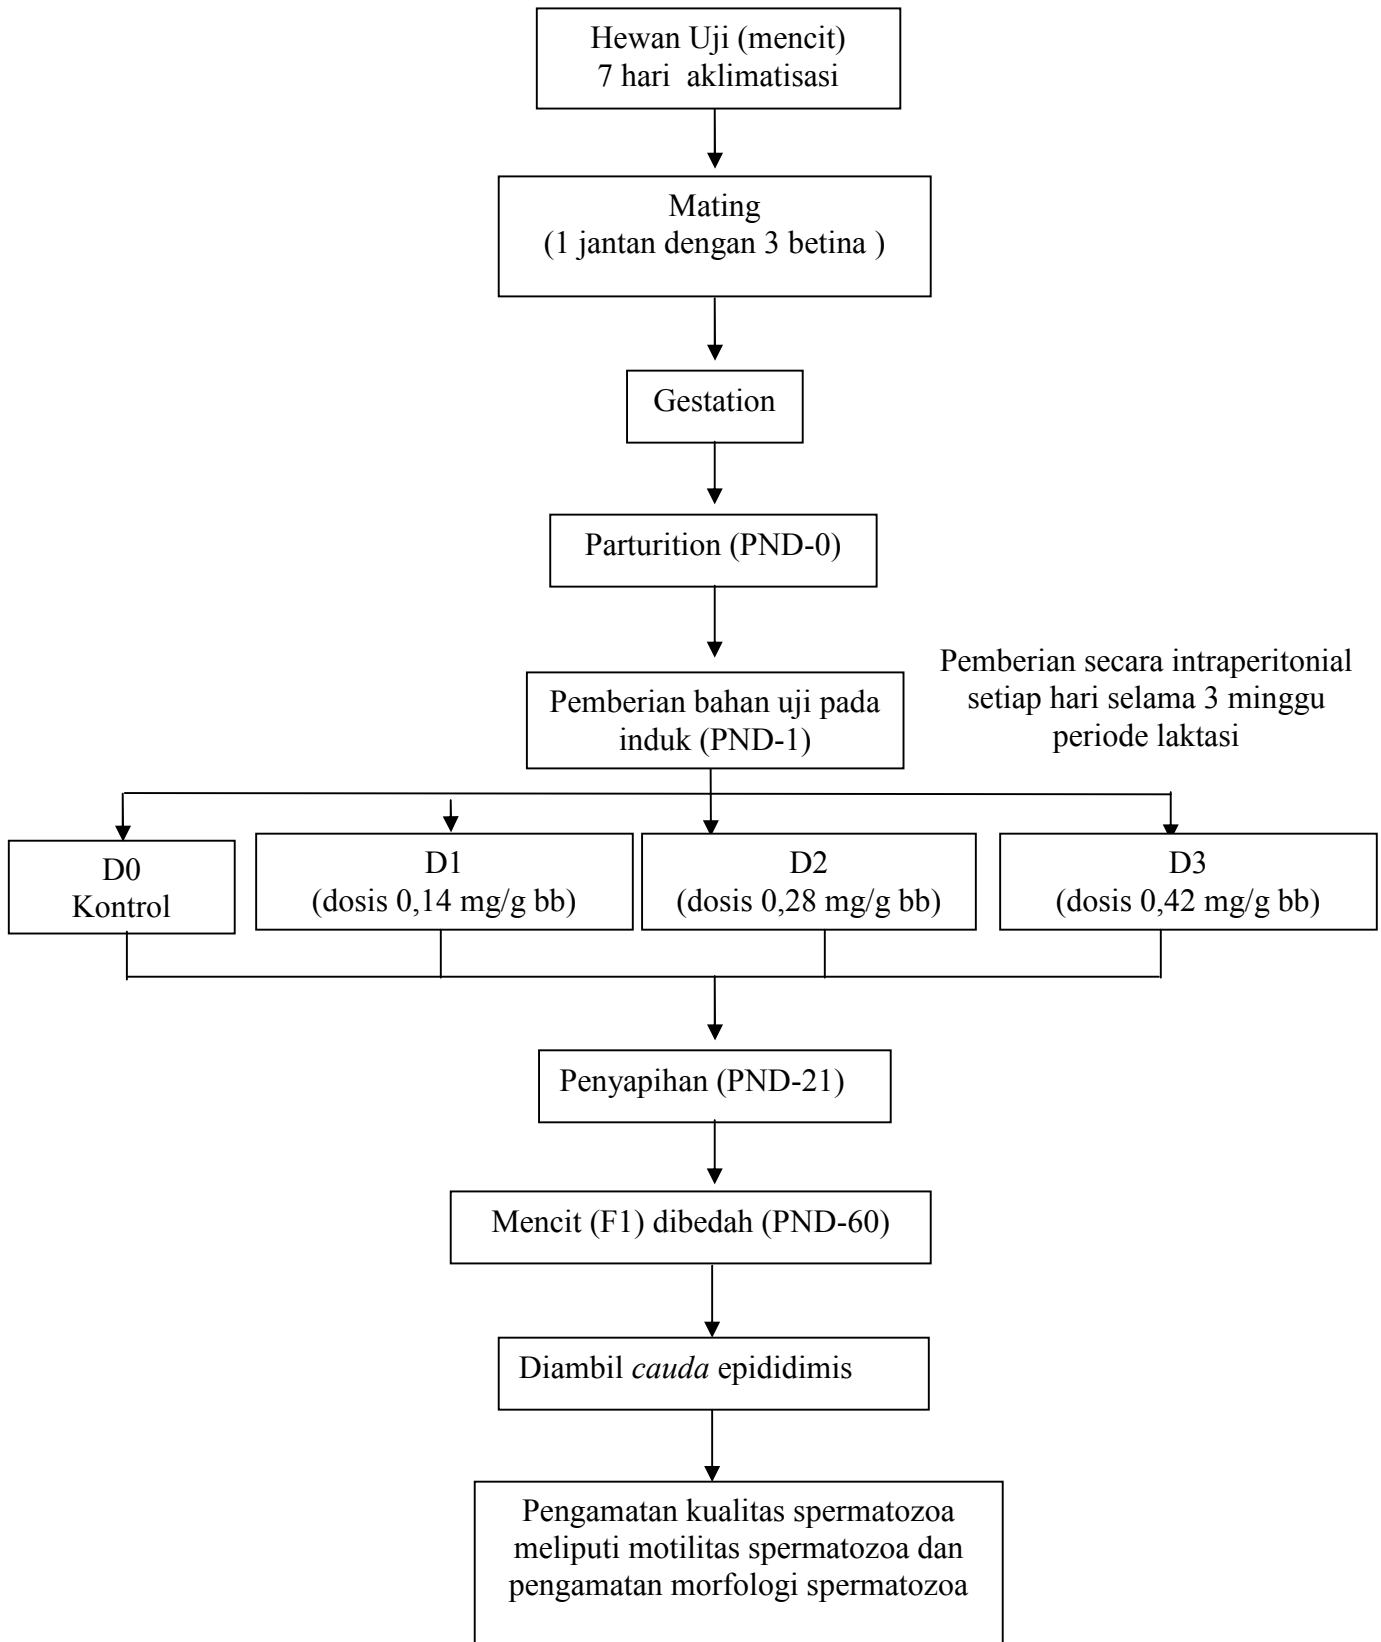 Hewan Uji (mencit)
7 hari aklimatisasi
Mating
(1 jantan dengan 3 betina )
Gestation
Parturition (PND-0)
Pemberian secara intraperitonial
setiap hari selama 3 minggu
periode laktasi
Pemberian bahan uji pada
induk (PND-1)
D0
Kontrol
D1
(dosis 0,14 mg/g bb)
D2
(dosis 0,28 mg/g bb)
D3
(dosis 0,42 mg/g bb)
Penyapihan (PND-21)
Mencit (F1) dibedah (PND-60)
Diambil cauda epididimis
Pengamatan kualitas spermatozoa
meliputi motilitas spermatozoa dan
pengamatan morfologi spermatozoa